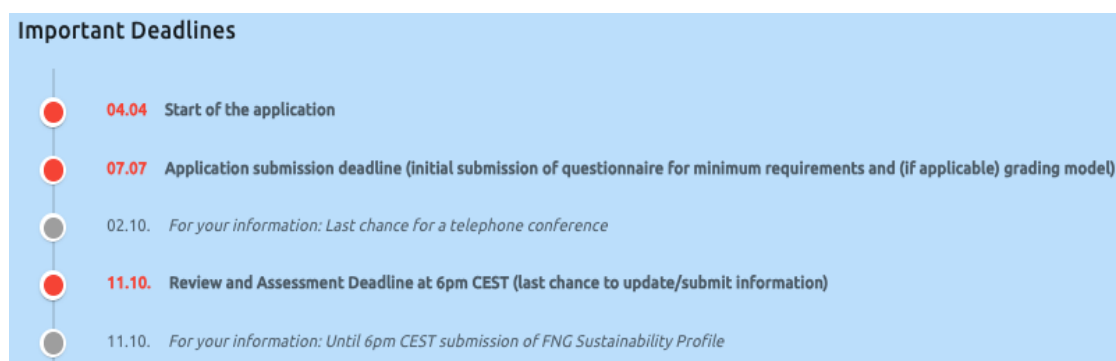 Important Deadlines
04.04 Start of the application
07.07 Application submission deadline (initial submission of questionnaire for minimum requirements and (if applicable) grading model)
02.10. For your information: Last chance for a telephone conference
11.10. Review and Assessment Deadline at 6pm CEST (last chance to update/submit information)
11.10. For your information: Until 6pm CEST submission of FNG Sustainability Profile